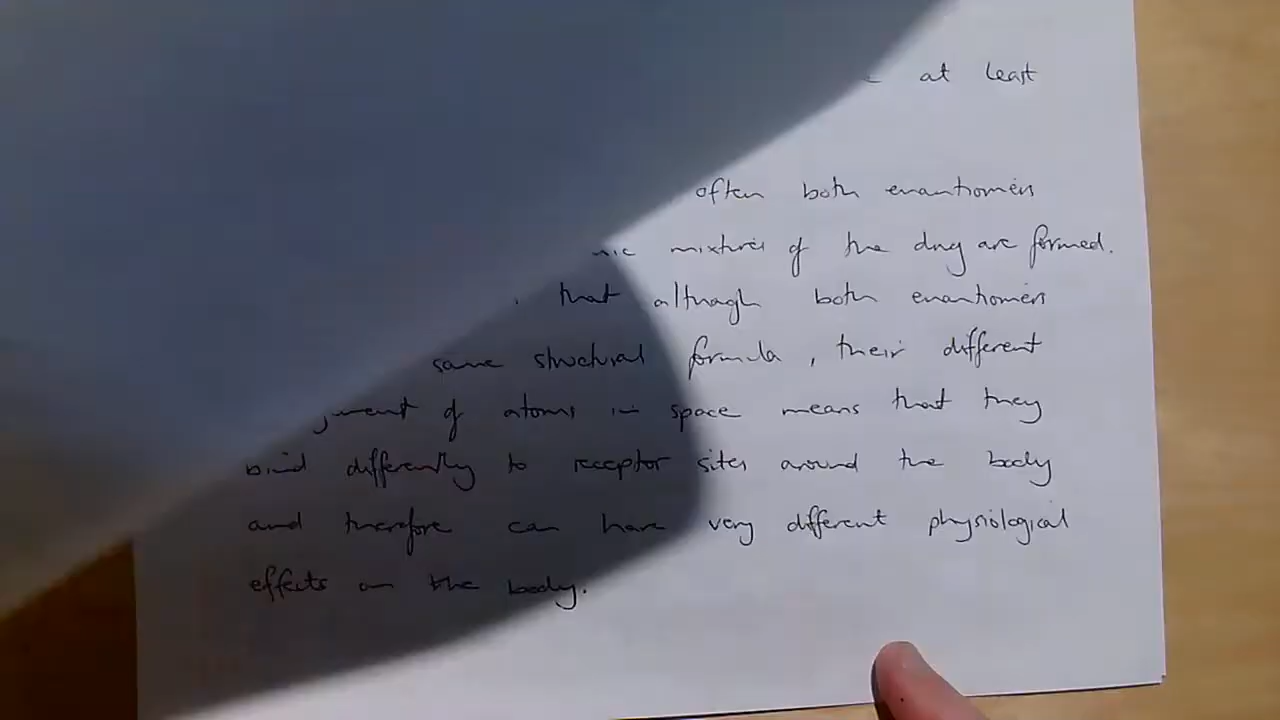 at least
often both enantiomers
mixtures of the drug are formed.
that although both enantiomers
same structural formula, their different
of atoms in space means that they
bind differently to receptor sites around the body
and therefore can have very different physiological
effects on the body.